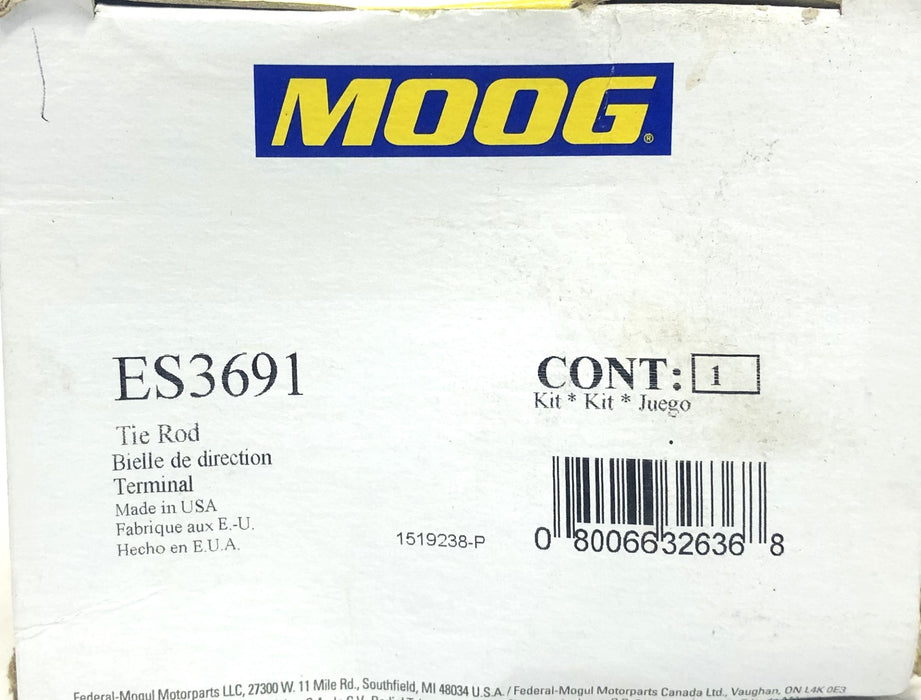 MOOG®
ES3691
Tie Rod
Bielle de direction
Terminal
Made in USA
Fabrique aux E.-U.
Hecho en E.U.A.
1519238-P
CONT: 1
Kit * Kit * Juego
0 80066 32636 8
Federal-Mogul Motorparts LLC, 27300 W. 11 Mile Rd., Southfield, MI 48034 U.S.A. / Federal-Mogul Motorparts Canada Ltd., Vaughan, ON L4K 0E3